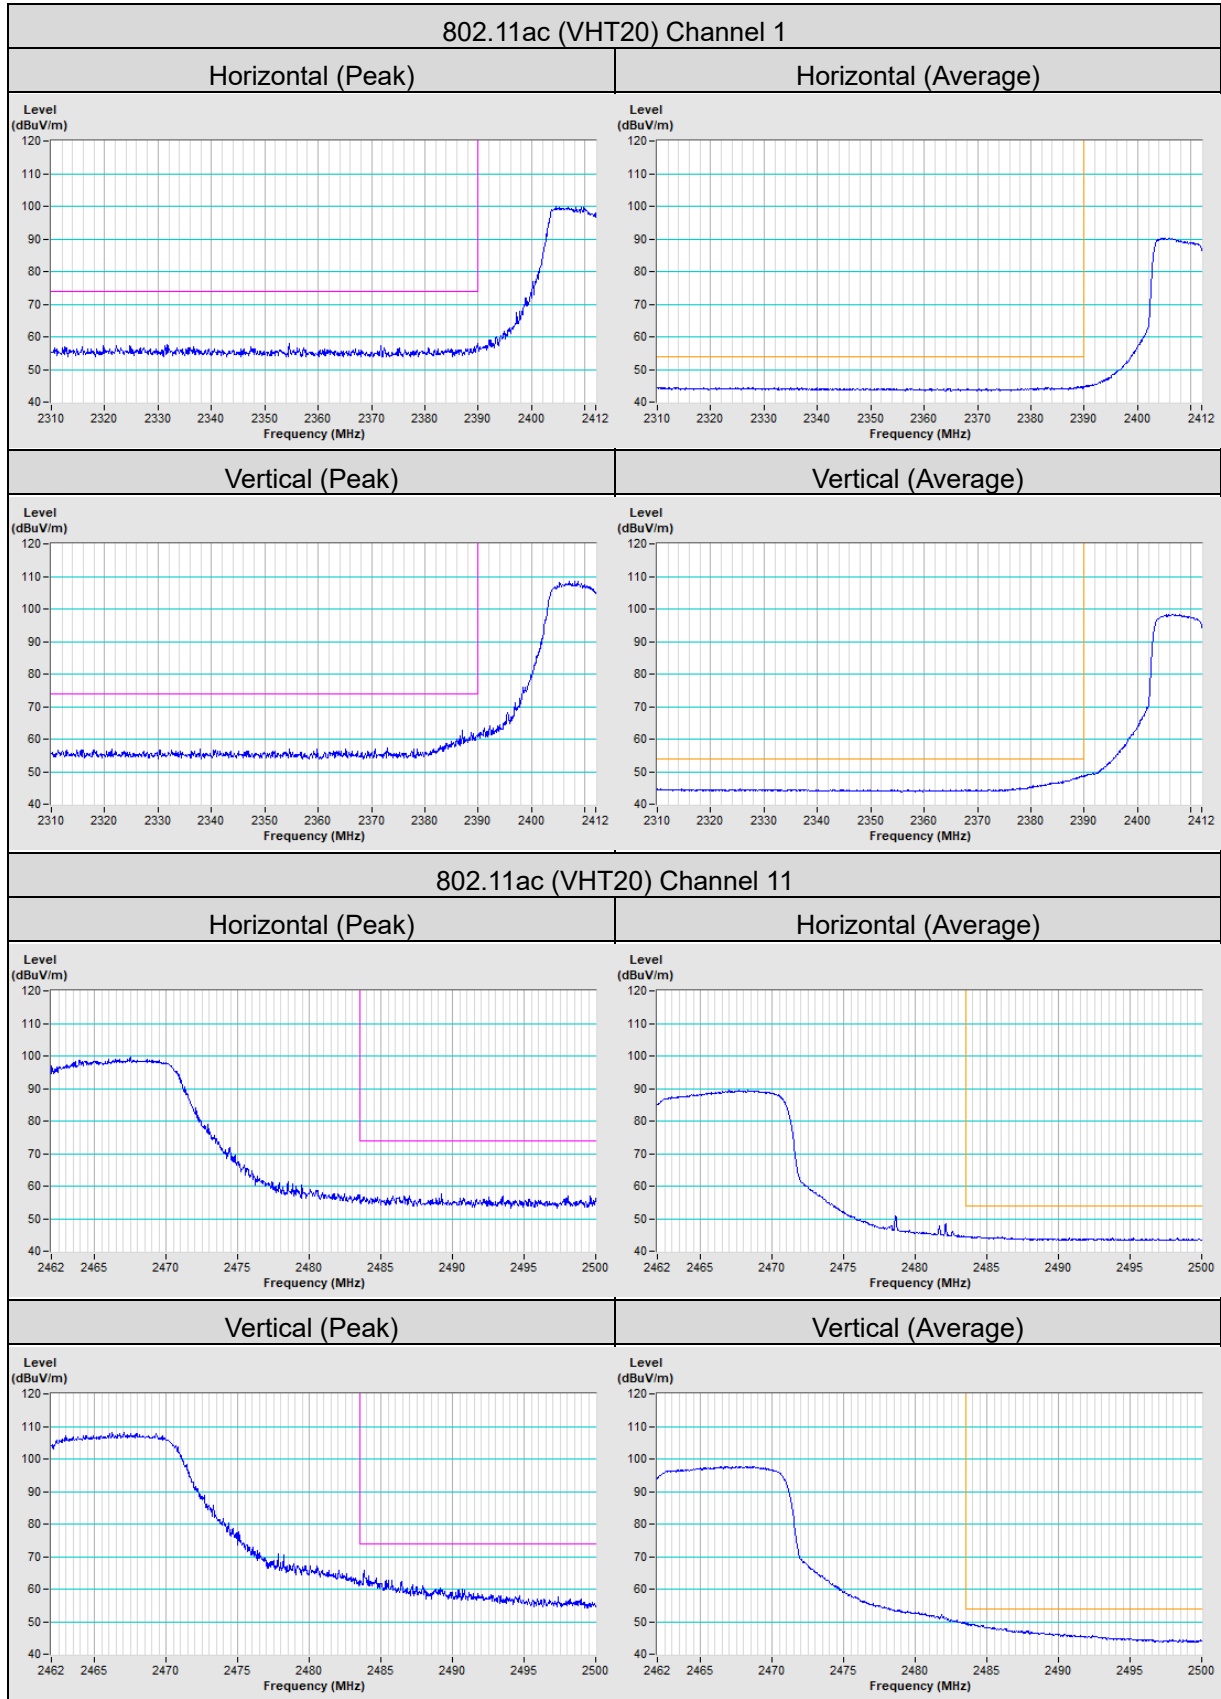 802.11ac (VHT20) Channel 1
Horizontal (Peak) Horizontal (Average)
Level
(dBuV/m)
120
110
100
90
80
70
60
50
40
2310 2320 2330 2340 2350 2360 2370 2380 2390 2400 2412
Frequency (MHz)
Level
(dBuV/m)
120
110
100
90
80
70
60
50
40
2310 2320 2330 2340 2350 2360 2370 2380 2390 2400 2412
Frequency (MHz)
Vertical (Peak) Vertical (Average)
Level
(dBuV/m)
120
110
100
90
80
70
60
50
40
2310 2320 2330 2340 2350 2360 2370 2380 2390 2400 2412
Frequency (MHz)
Level
(dBuV/m)
120
110
100
90
80
70
60
50
40
2310 2320 2330 2340 2350 2360 2370 2380 2390 2400 2412
Frequency (MHz)
802.11ac (VHT20) Channel 11
Horizontal (Peak) Horizontal (Average)
Level
(dBuV/m)
120
110
100
90
80
70
60
50
40
2462 2465 2470 2475 2480 2485 2490 2495 2500
Frequency (MHz)
Level
(dBuV/m)
120
110
100
90
80
70
60
50
40
2462 2465 2470 2475 2480 2485 2490 2495 2500
Frequency (MHz)
Vertical (Peak) Vertical (Average)
Level
(dBuV/m)
120
110
100
90
80
70
60
50
40
2462 2465 2470 2475 2480 2485 2490 2495 2500
Frequency (MHz)
Level
(dBuV/m)
120
110
100
90
80
70
60
50
40
2462 2465 2470 2475 2480 2485 2490 2495 2500
Frequency (MHz)